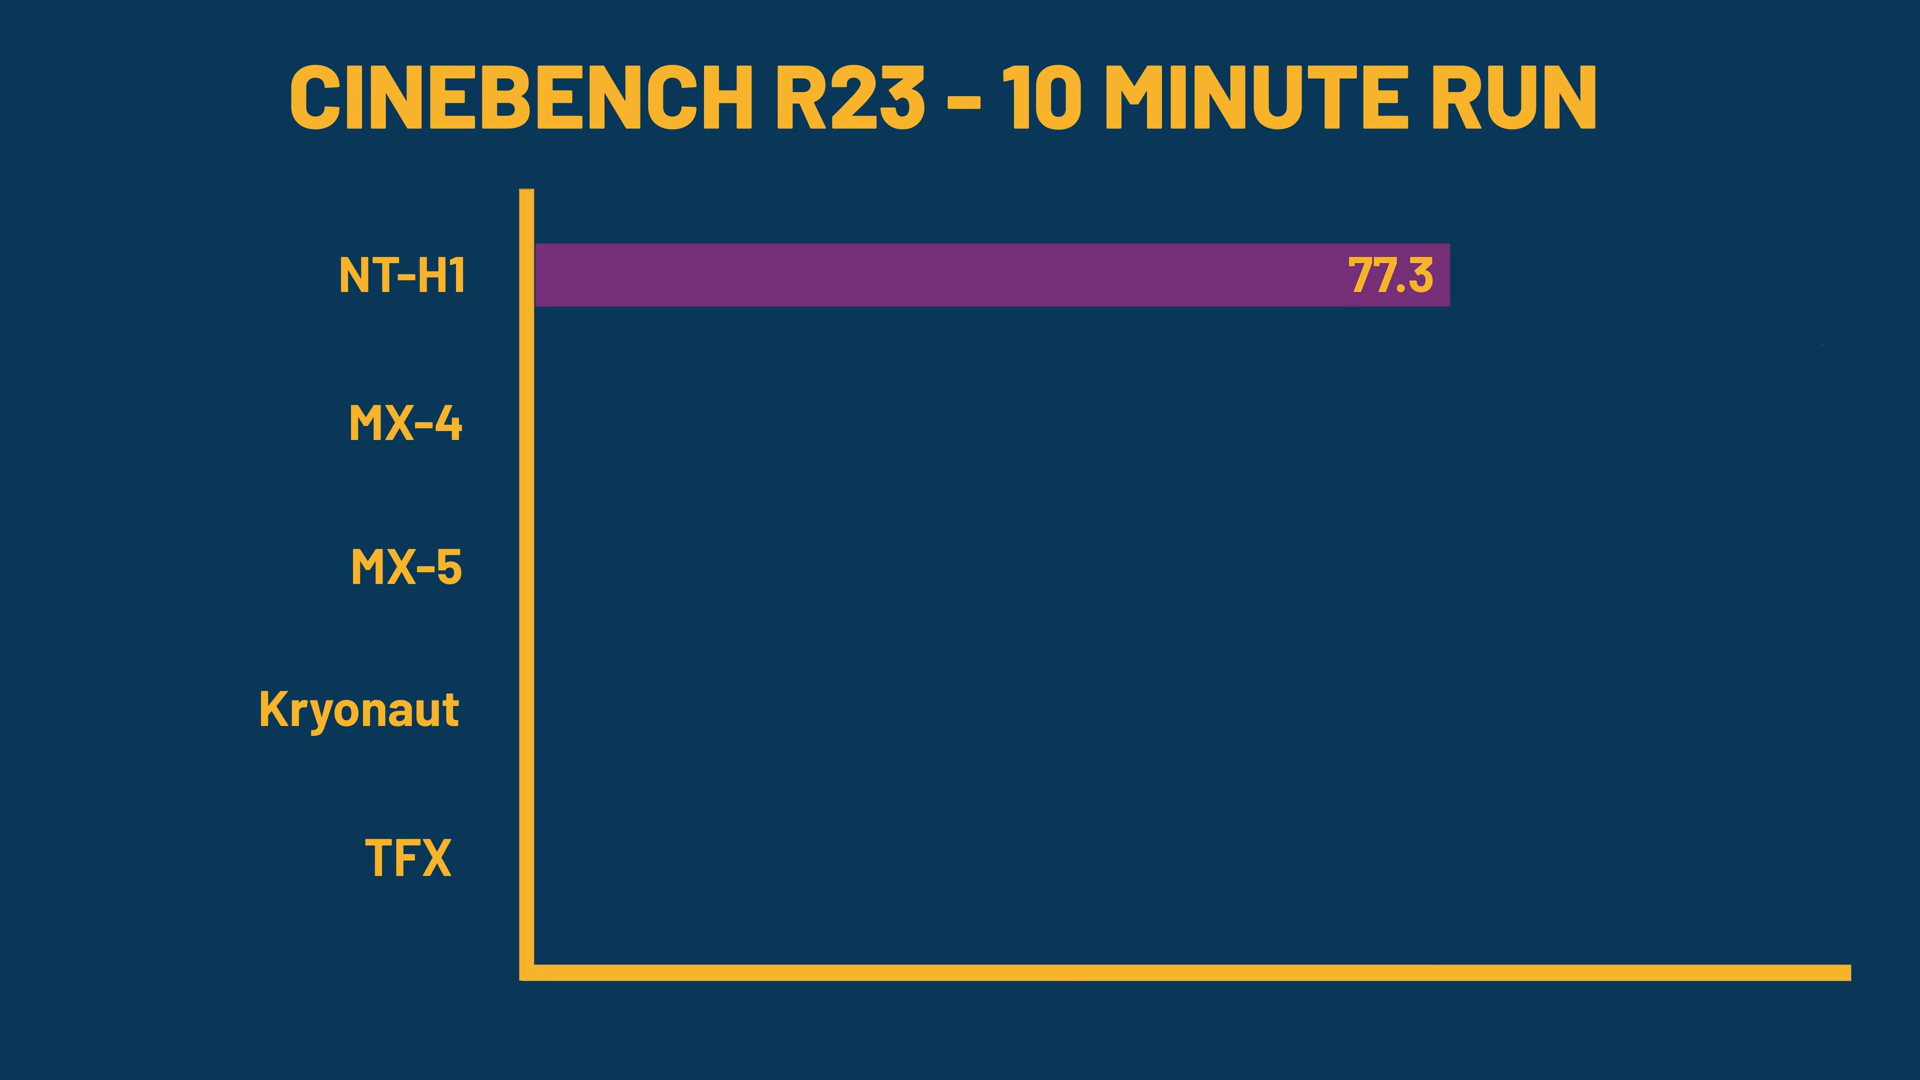 CINEBENCH R23 - 10 MINUTE RUN
NT-H1 77.3
MX-4
MX-5
Kryonaut
TFX